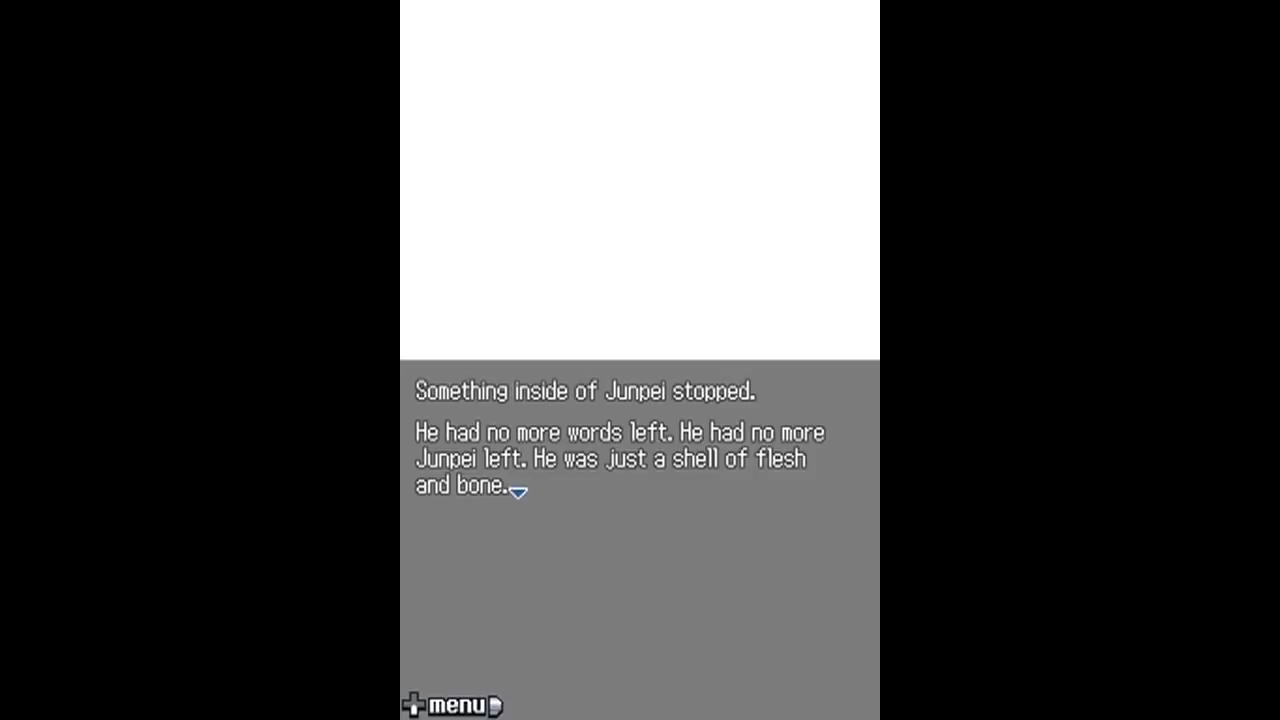 Something inside of Junpei stopped.
He had no more words left. He had no more
Junpei left. He was just a shell of flesh
and bone.
menu